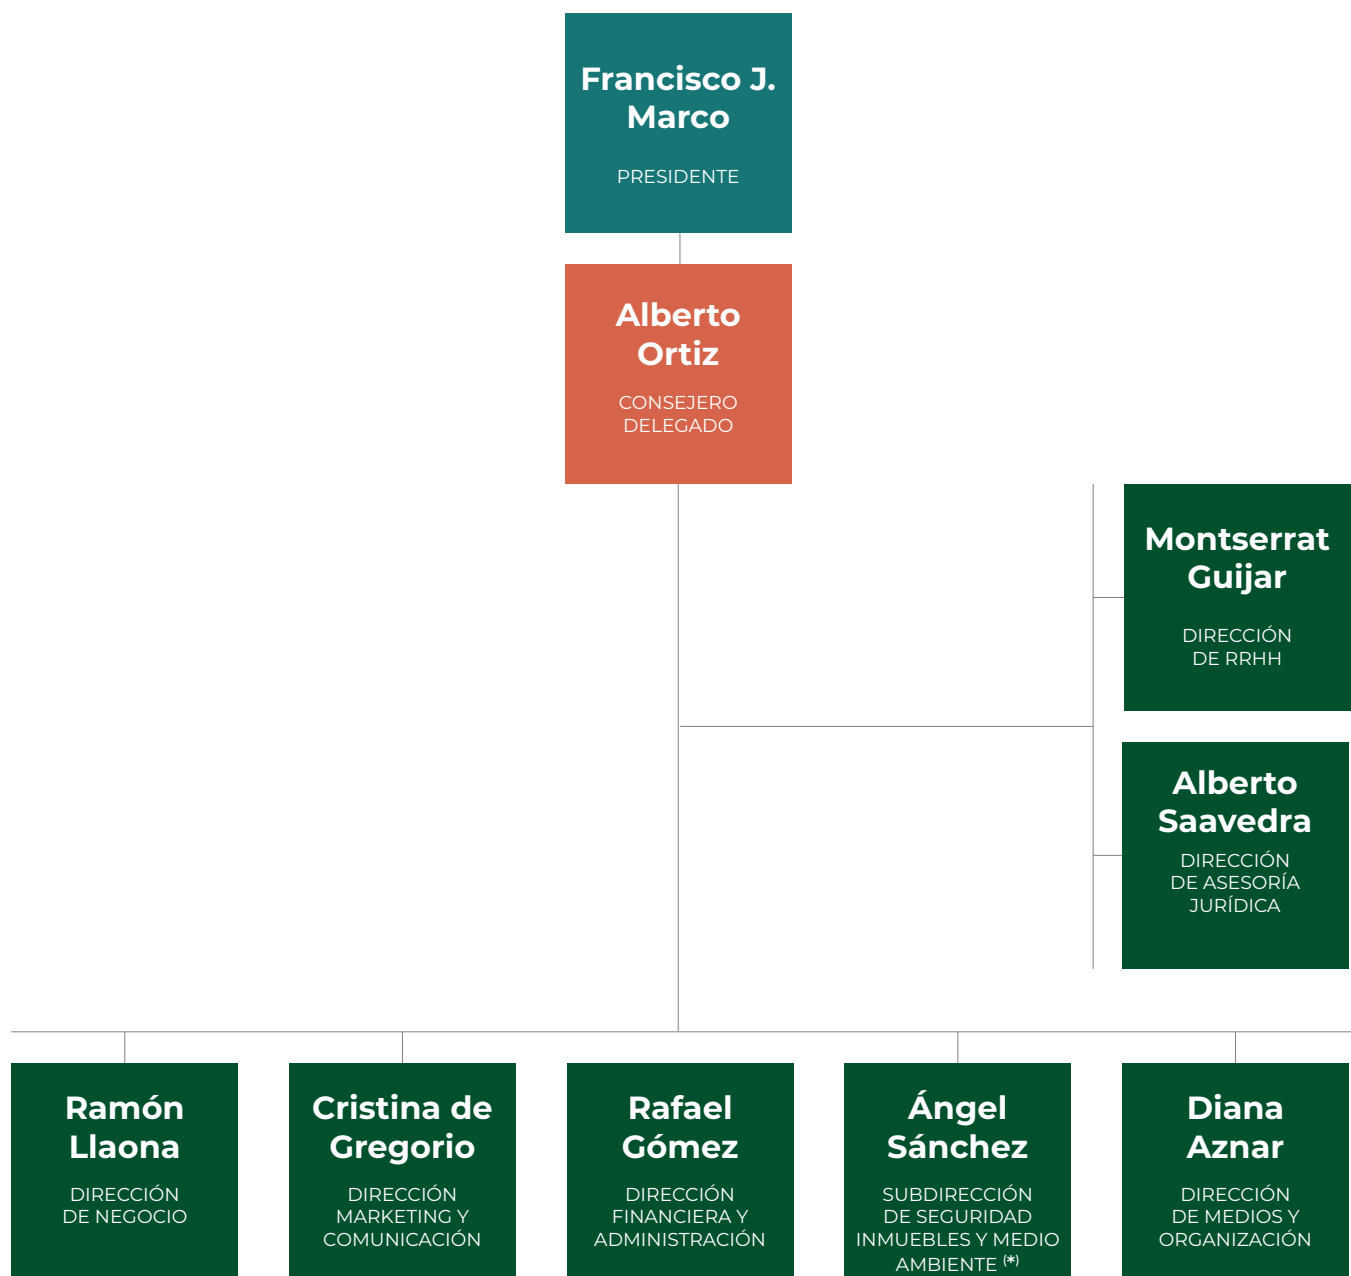 Francisco J.
Marco
PRESIDENTE
Alberto
Ortiz
CONSEJERO
DELEGADO
Montserrat
Guijar
DIRECCIÓN
DE RRHH
Alberto
Saavedra
DIRECCIÓN
DE ASESORÍA
JURÍDICA
Ramón
Llaona
DIRECCIÓN
DE NEGOCIO
Cristina de
Gregorio
DIRECCIÓN
MARKETING Y
COMUNICACIÓN
Rafael
Gómez
DIRECCIÓN
FINANCIERA Y
ADMINISTRACIÓN
Ángel
Sánchez
SUBDIRECCIÓN
DE SEGURIDAD
INMUEBLES Y MEDIO
AMBIENTE (*)
Diana
Aznar
DIRECCIÓN
DE MEDIOS Y
ORGANIZACIÓN